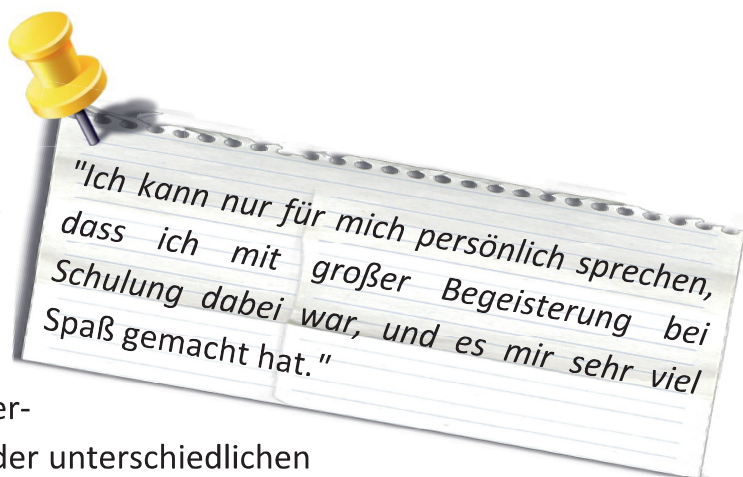 "Ich kann nur für mich persönlich sprechen,
dass ich mit großer Begeisterung bei
Schulung dabei war, und es mir sehr viel
Spaß gemacht hat."
er-
der unterschiedlichen